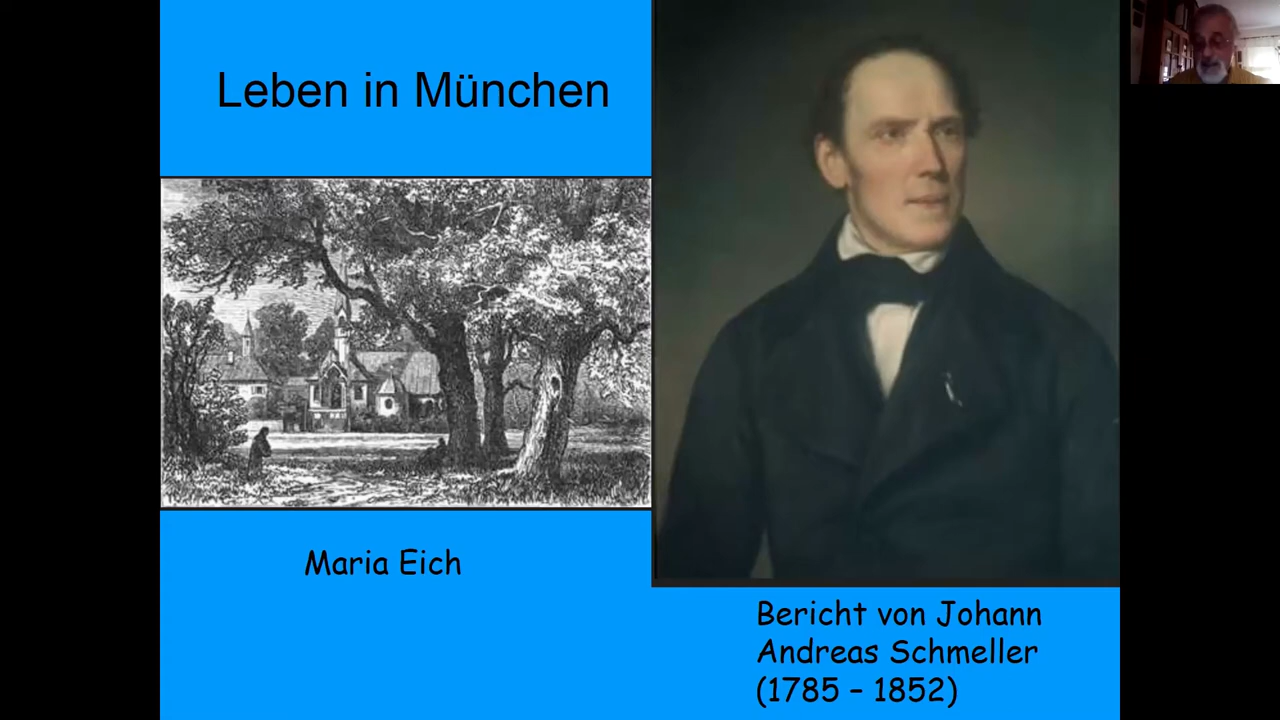 Leben in München
Maria Eich
Bericht von Johann
Andreas Schmeller
(1785 – 1852)